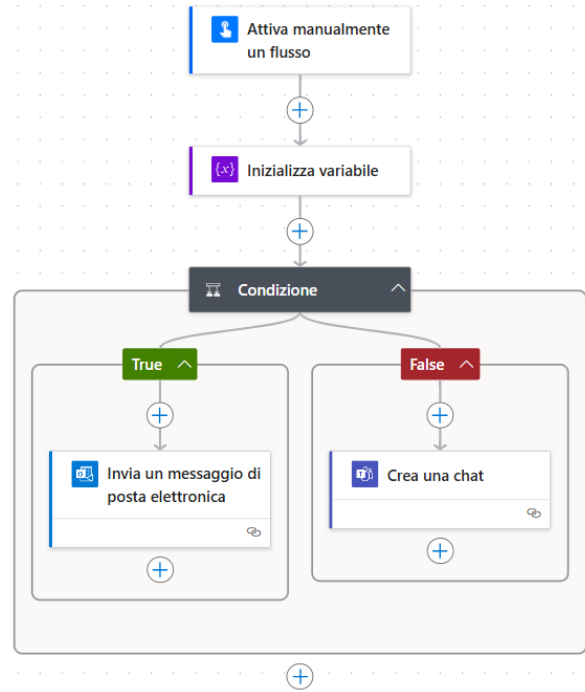 Attiva manualmente
un flusso
{x}
Inizializza variabile
Condizione
True
False
Invia un messaggio di
posta elettronica
Crea una chat